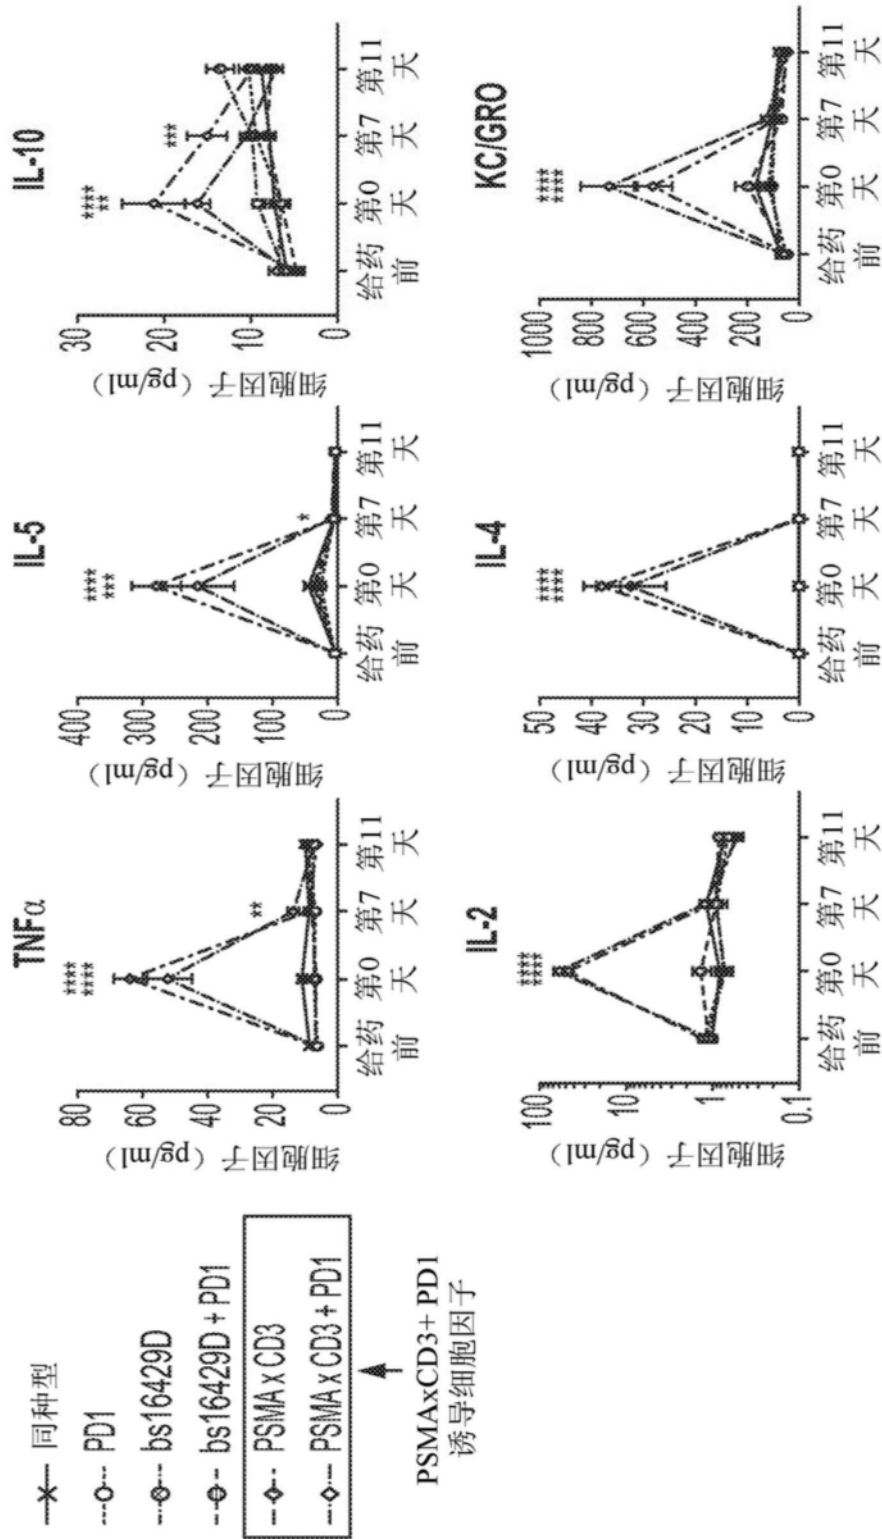 同种型
PD1
bs16429D
bs16429D + PD1
PSMA x CD3
PSMA x CD3 + PD1
PSMAxCD3+ PD1
诱导细胞因子
TNFα
****
****
**
细胞因子（pg/ml）
80
60
40
20
0
给药前
第0天
第7天
第11天
IL-5
****
***
*
细胞因子（pg/ml）
400
300
200
100
0
给药前
第0天
第7天
第11天
IL-10
****
**
***
细胞因子（pg/ml）
30
20
10
0
给药前
第0天
第7天
第11天
IL-2
****
****
细胞因子（pg/ml）
100
10
1
0.1
给药前
第0天
第7天
第11天
IL-4
****
****
细胞因子（pg/ml）
50
40
30
20
10
0
给药前
第0天
第7天
第11天
KC/GRO
****
****
细胞因子（pg/ml）
1000
800
600
400
200
0
给药前
第0天
第7天
第11天